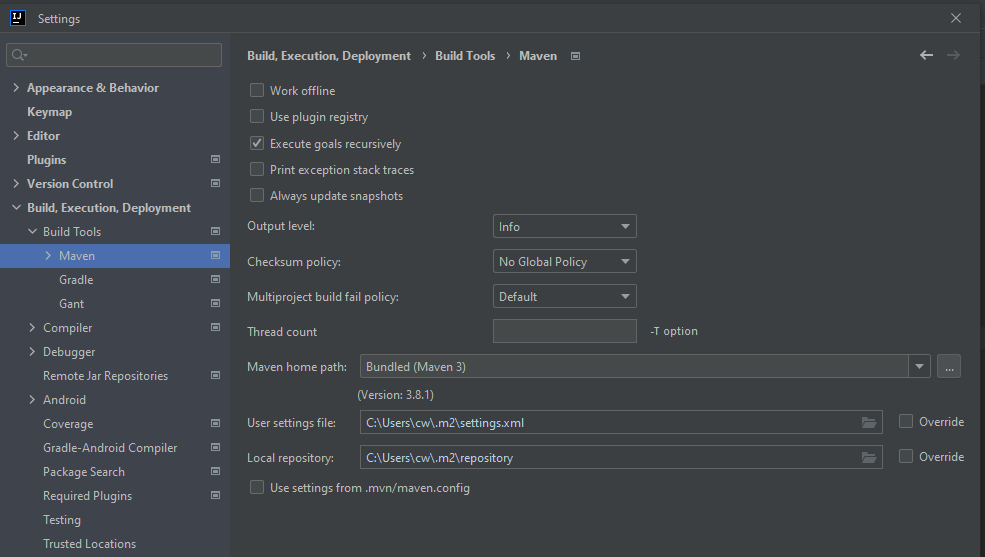 IJ Settings
Build, Execution, Deployment › Build Tools › Maven
Appearance & Behavior
Keymap
Editor
Plugins
Version Control
Build, Execution, Deployment
Build Tools
Maven
Gradle
Gant
Compiler
Debugger
Remote Jar Repositories
Android
Coverage
Gradle-Android Compiler
Package Search
Required Plugins
Testing
Trusted Locations
Work offline
Use plugin registry
Execute goals recursively
Print exception stack traces
Always update snapshots
Output level: Info
Checksum policy: No Global Policy
Multiproject build fail policy: Default
Thread count -T option
Maven home path: Bundled (Maven 3) ...
(Version: 3.8.1)
User settings file: C:\Users\cw\.m2\settings.xml Override
Local repository: C:\Users\cw\.m2\repository Override
Use settings from .mvn/maven.config